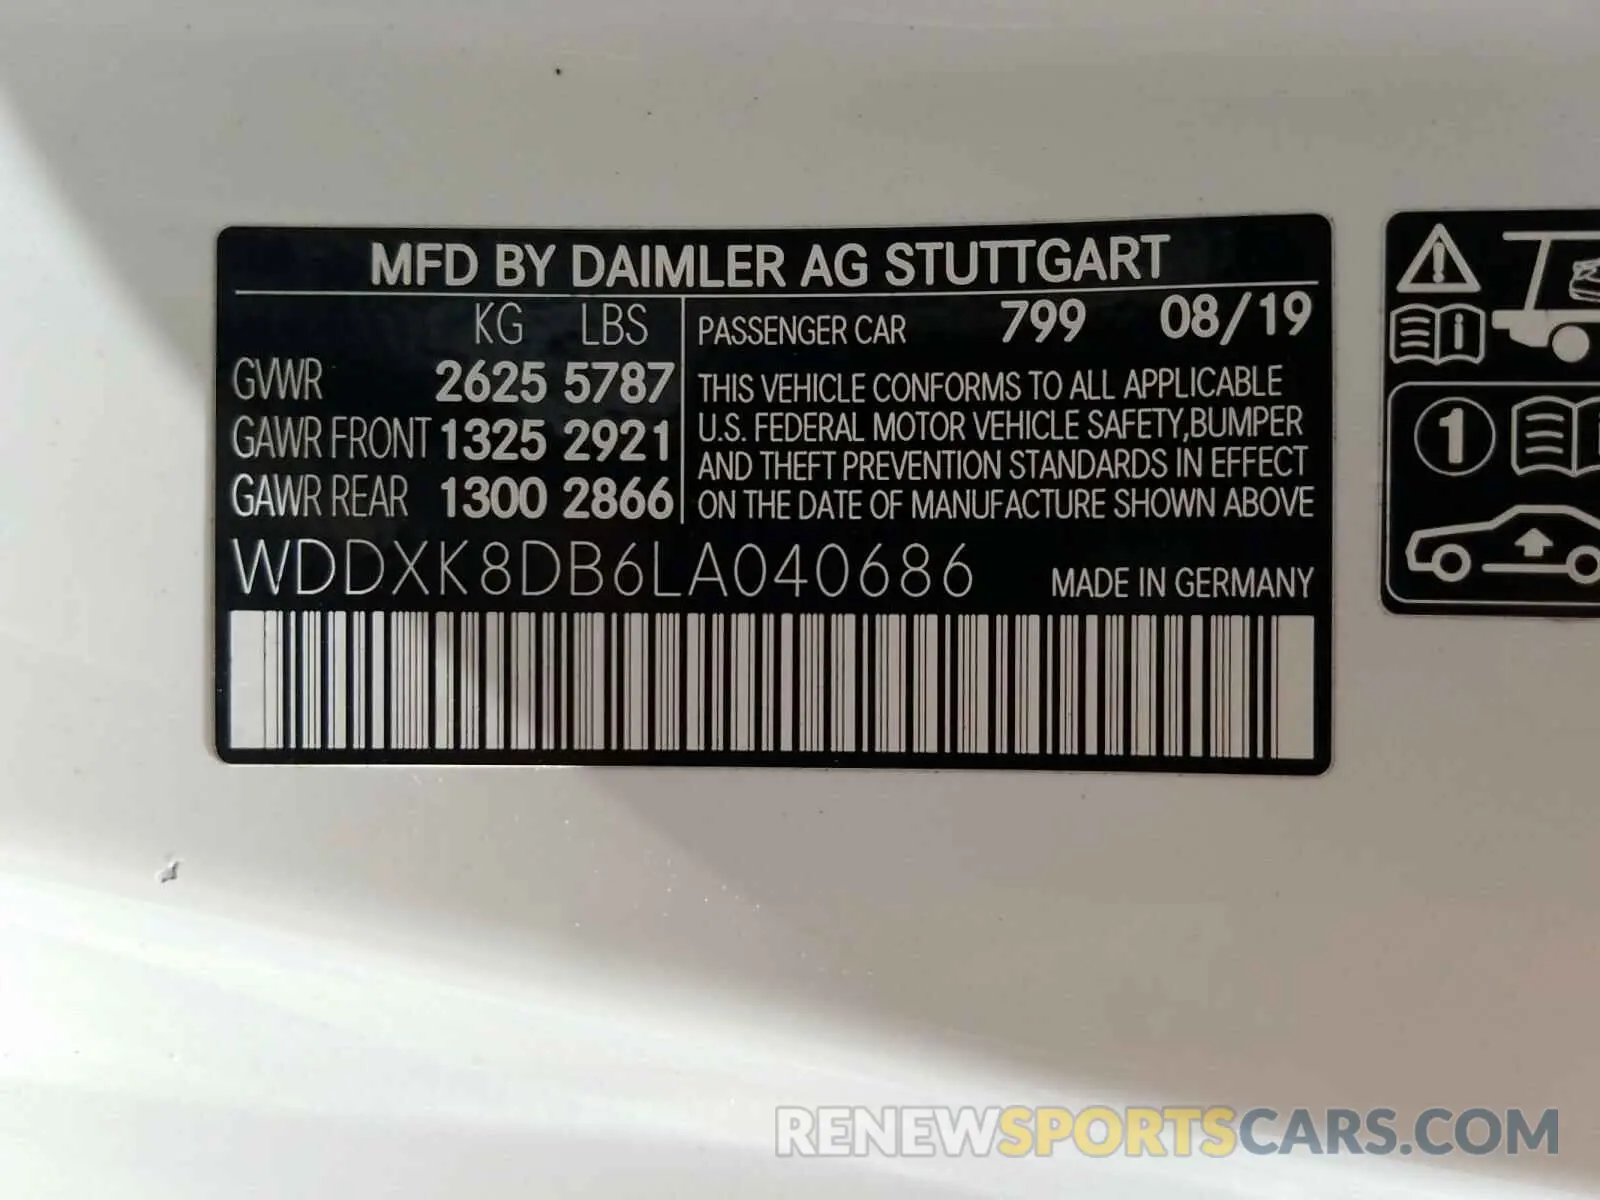 MFD BY DAIMLER AG STUTTGART
KG LBS
GVWR 2625 5787
GAWR FRONT 1325 2921
GAWR REAR 1300 2866
PASSENGER CAR 799 08/19
THIS VEHICLE CONFORMS TO ALL APPLICABLE
U.S. FEDERAL MOTOR VEHICLE SAFETY,BUMPER
AND THEFT PREVENTION STANDARDS IN EFFECT
ON THE DATE OF MANUFACTURE SHOWN ABOVE
WDDXK8DB6LA040686 MADE IN GERMANY
i
1
RENEWSPORTSCARS.COM